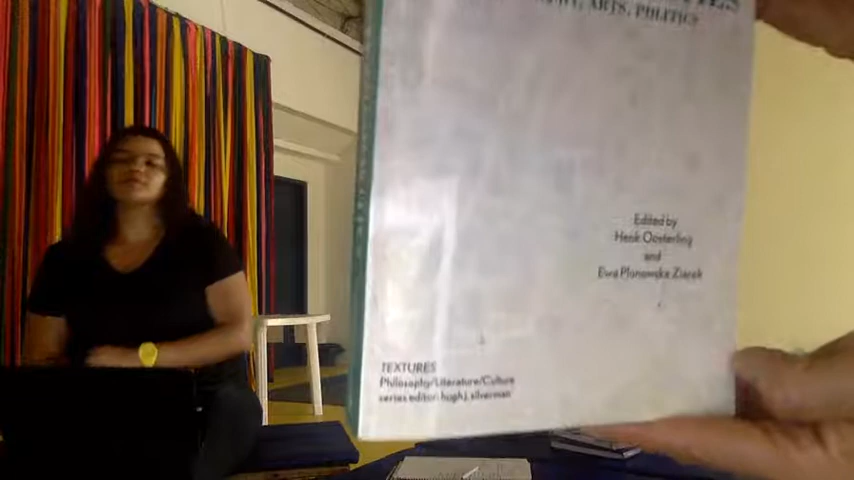 ARTS, POLITICS
Edited by
Henk Oosterling
and
Ewa Plonowska Ziarek
TEXTURES
Philosophy/Literature/Culture
series editor: hugh j. silverman